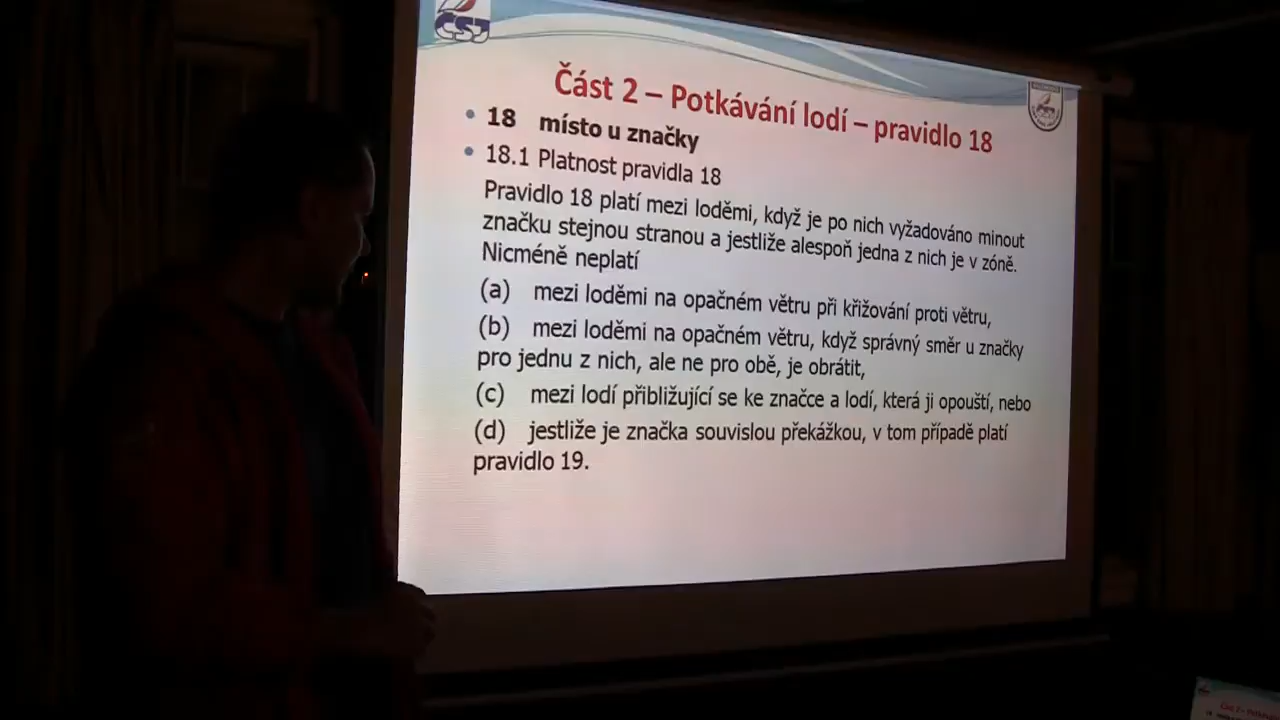 ČSJ
Část 2 – Potkávání lodí – pravidlo 18
• 18 místo u značky
• 18.1 Platnost pravidla 18
Pravidlo 18 platí mezi loděmi, když je po nich vyžadováno minout
značku stejnou stranou a jestliže alespoň jedna z nich je v zóně.
Nicméně neplatí
(a) mezi loděmi na opačném větru při křižování proti větru,
(b) mezi loděmi na opačném větru, když správný směr u značky
pro jednu z nich, ale ne pro obě, je obrátit,
(c) mezi lodí přibližující se ke značce a lodí, která ji opouští, nebo
(d) jestliže je značka souvislou překážkou, v tom případě platí
pravidlo 19.